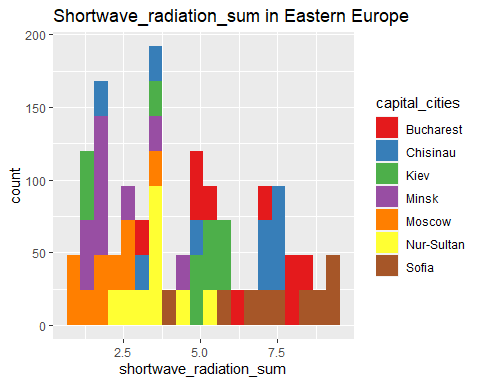 Shortwave_radiation_sum in Eastern Europe
200
150
100
50
0
count
2.5
5.0
7.5
shortwave_radiation_sum
capital_cities
Bucharest
Chisinau
Kiev
Minsk
Moscow
Nur-Sultan
Sofia